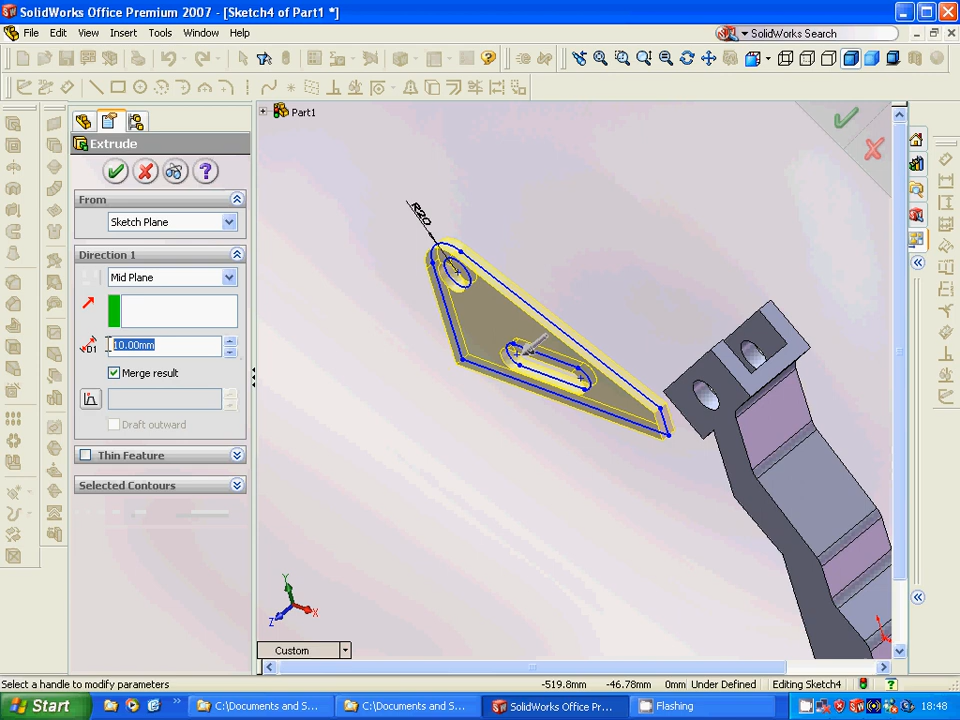 SolidWorks Office Premium 2007 - [Sketch4 of Part1 *]
File Edit View Insert Tools Window Help
SolidWorks Search
Part1
Extrude
From
Sketch Plane
Direction 1
Mid Plane
D1
10.00mm
Merge result
Draft outward
Thin Feature
Selected Contours
R20
Y
X
Z
Custom
Select a handle to modify parameters
-519.8mm -46.78mm 0mm Under Defined Editing Sketch4
Start
C:\Documents and S...
C:\Documents and S...
SolidWorks Office Pr...
Flashing
18:48